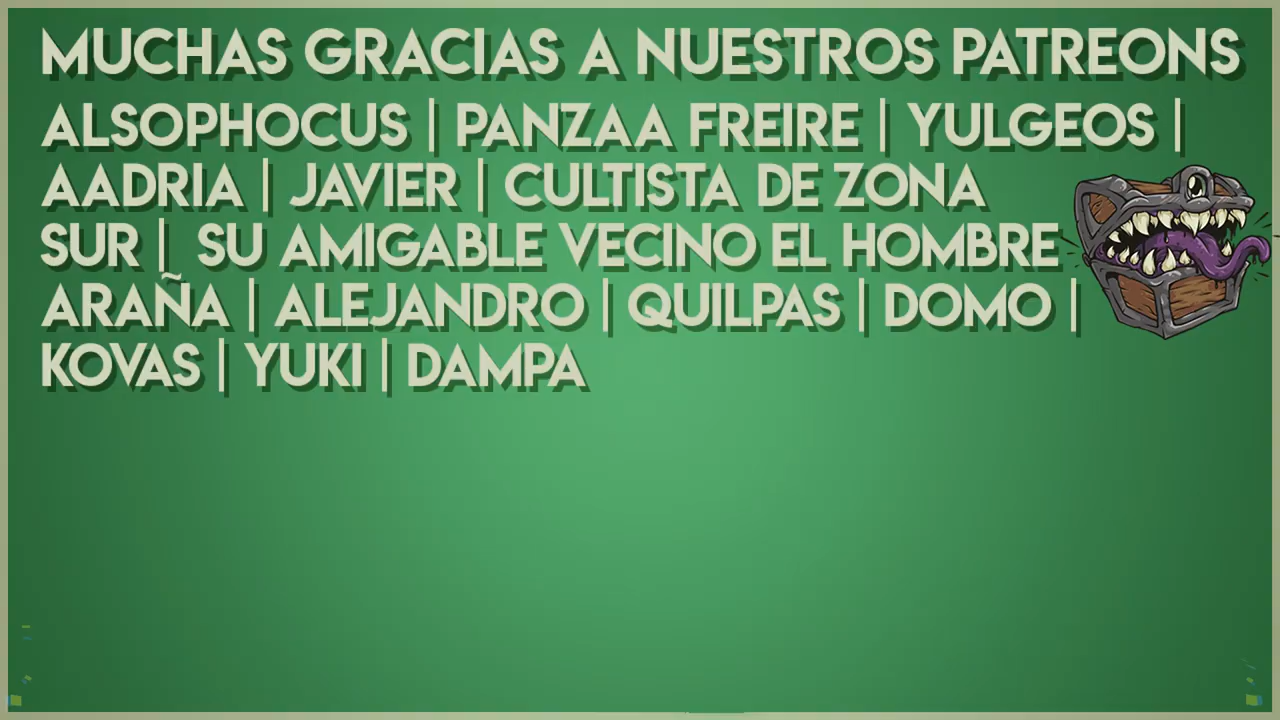 MUCHAS GRACIAS A NUESTROS PATREONS
ALSOPHOCUS | PANZAA FREIRE | YULGEOS |
AADRIA | JAVIER | CULTISTA DE ZONA
SUR | SU AMIGABLE VECINO EL HOMBRE
ARAÑA | ALEJANDRO | QUILPAS | DOMO |
KOVAS | YUKI | DAMPA